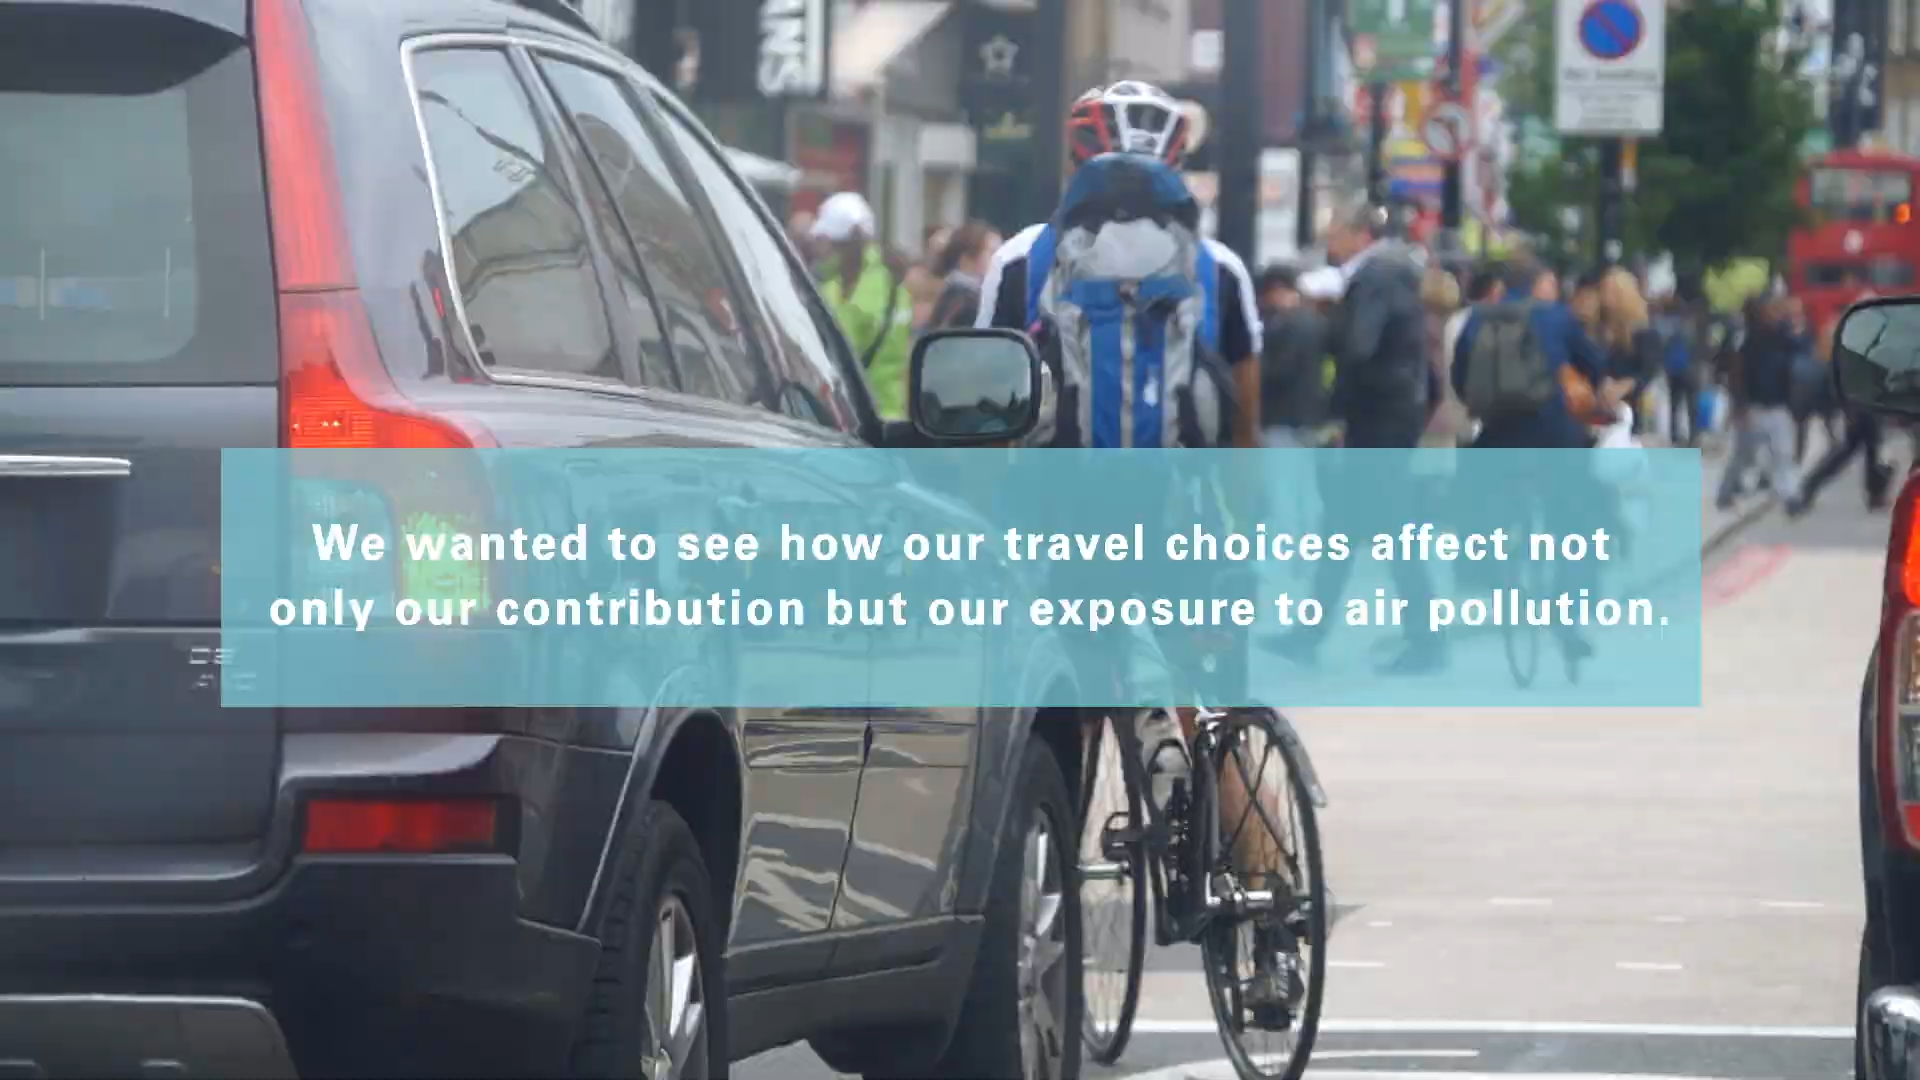 We wanted to see how our travel choices affect not
only our contribution but our exposure to air pollution.